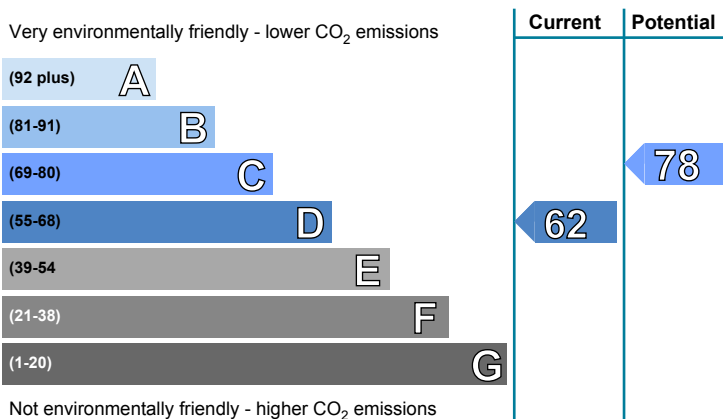 Current Potential
Very environmentally friendly - lower CO2 emissions
(92 plus) A
(81-91) B
(69-80) C
78
(55-68) D
62
(39-54 E
(21-38) F
(1-20) G
Not environmentally friendly - higher CO2 emissions